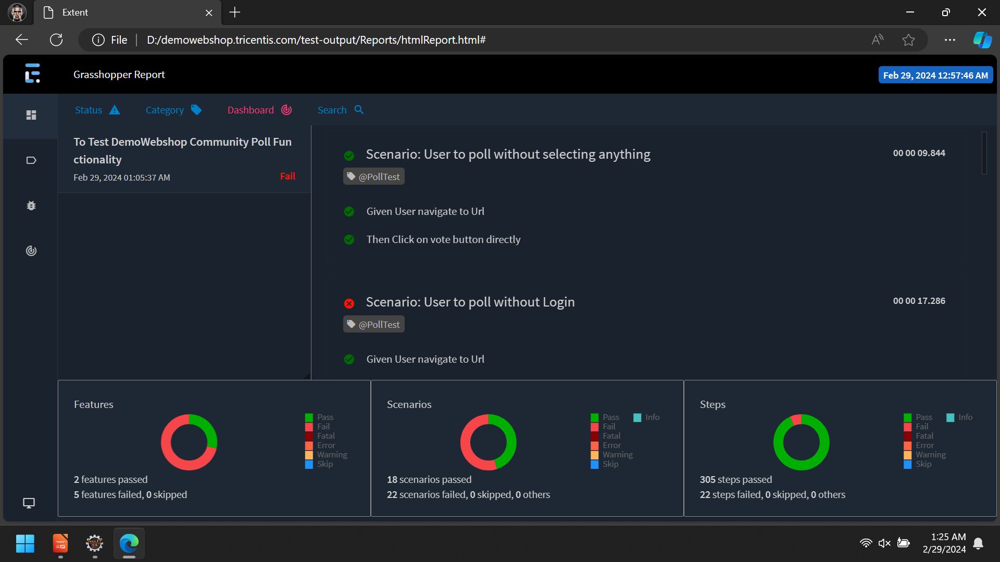 Extent
File
D:/demowebshop.tricentis.com/test-output/Reports/htmlReport.html#
Grasshopper Report
Feb 29, 2024 12:57:46 AM
Status
Category
Dashboard
Search
To Test DemoWebshop Community Poll Fun
ctionality
Feb 29, 2024 01:05:37 AM
Fail
Scenario: User to poll without selecting anything
00 00 09.844
@PollTest
Given User navigate to Url
Then Click on vote button directly
Scenario: User to poll without Login
00 00 17.286
@PollTest
Given User navigate to Url
Features
Pass
Fail
Fatal
Error
Warning
Skip
2 features passed
5 features failed, 0 skipped
Scenarios
Pass
Info
Fail
Fatal
Error
Warning
Skip
18 scenarios passed
22 scenarios failed, 0 skipped, 0 others
Steps
Pass
Info
Fail
Fatal
Error
Warning
Skip
305 steps passed
22 steps failed, 0 skipped, 0 others
Java EE
IDE
1:25 AM
2/29/2024